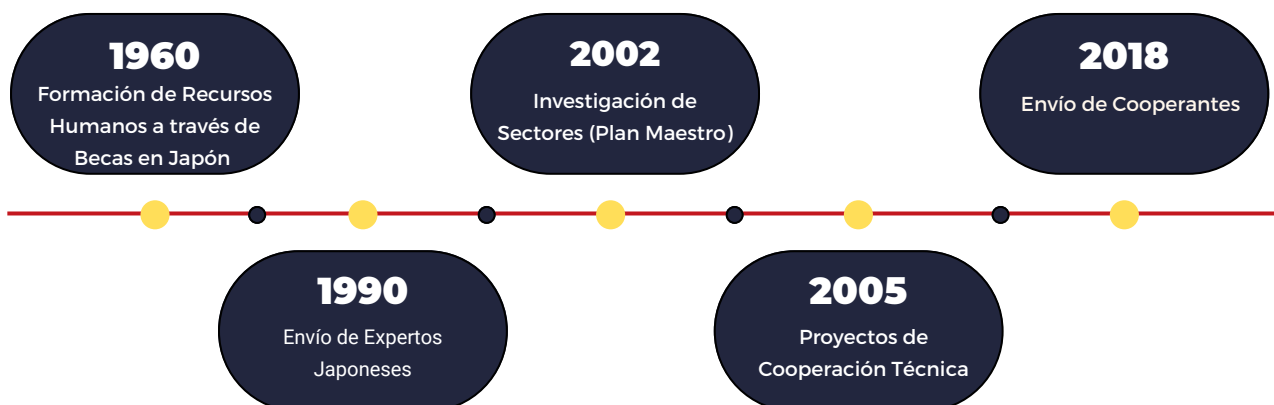 1960
Formación de Recursos
Humanos a través de
Becas en Japón
1990
Envío de Expertos
Japoneses
2002
Investigación de
Sectores (Plan Maestro)
2005
Proyectos de
Cooperación Técnica
2018
Envío de Cooperantes